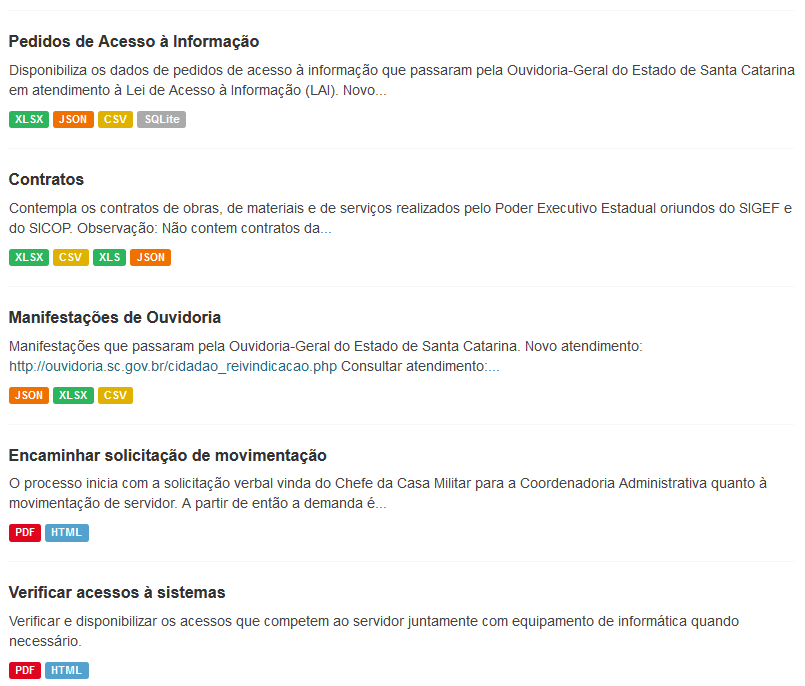 Pedidos de Acesso à Informação
Disponibiliza os dados de pedidos de acesso à informação que passaram pela Ouvidoria-Geral do Estado de Santa Catarina
em atendimento à Lei de Acesso à Informação (LAI). Novo...
XLSX JSON CSV SQLite
Contratos
Contempla os contratos de obras, de materiais e de serviços realizados pelo Poder Executivo Estadual oriundos do SIGEF e
do SICOP. Observação: Não contem contratos da...
XLSX CSV XLS JSON
Manifestações de Ouvidoria
Manifestações que passaram pela Ouvidoria-Geral do Estado de Santa Catarina. Novo atendimento:
http://ouvidoria.sc.gov.br/cidadao_reivindicacao.php Consultar atendimento:...
JSON XLSX CSV
Encaminhar solicitação de movimentação
O processo inicia com a solicitação verbal vinda do Chefe da Casa Militar para a Coordenadoria Administrativa quanto à
movimentação de servidor. A partir de então a demanda é...
PDF HTML
Verificar acessos à sistemas
Verificar e disponibilizar os acessos que competem ao servidor juntamente com equipamento de informática quando
necessário.
PDF HTML